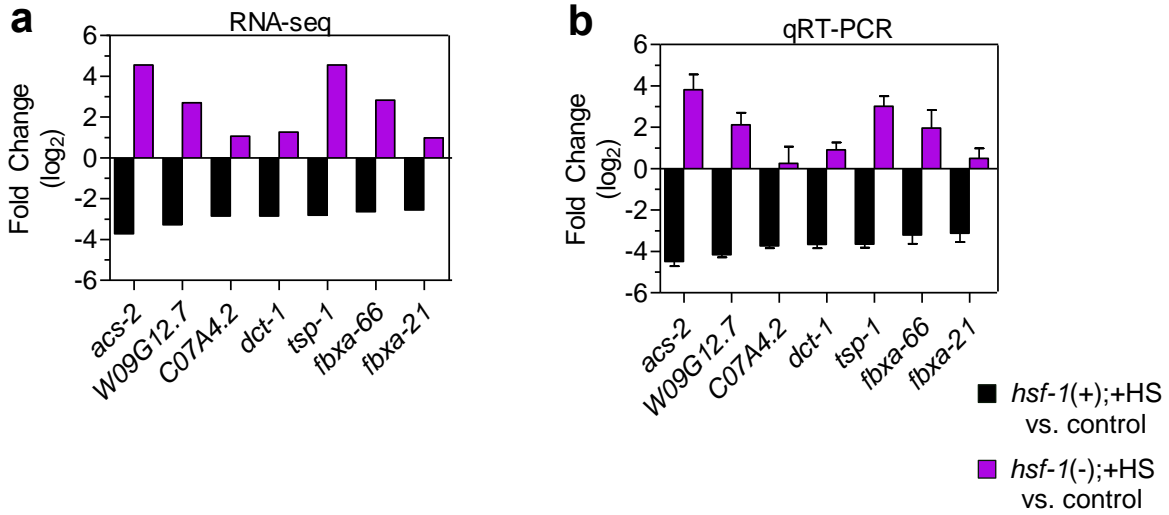 a
RNA-seq
Fold Change
(log₂)
6
4
2
0
-2
-4
-6
acs-2
W09G12.7
C07A4.2
dct-1
tsp-1
fbxa-66
fbxa-21
b
qRT-PCR
Fold Change
(log₂)
6
4
2
0
-2
-4
-6
acs-2
W09G12.7
C07A4.2
dct-1
tsp-1
fbxa-66
fbxa-21
hsf-1(+);+HS
vs. control
hsf-1(-);+HS
vs. control